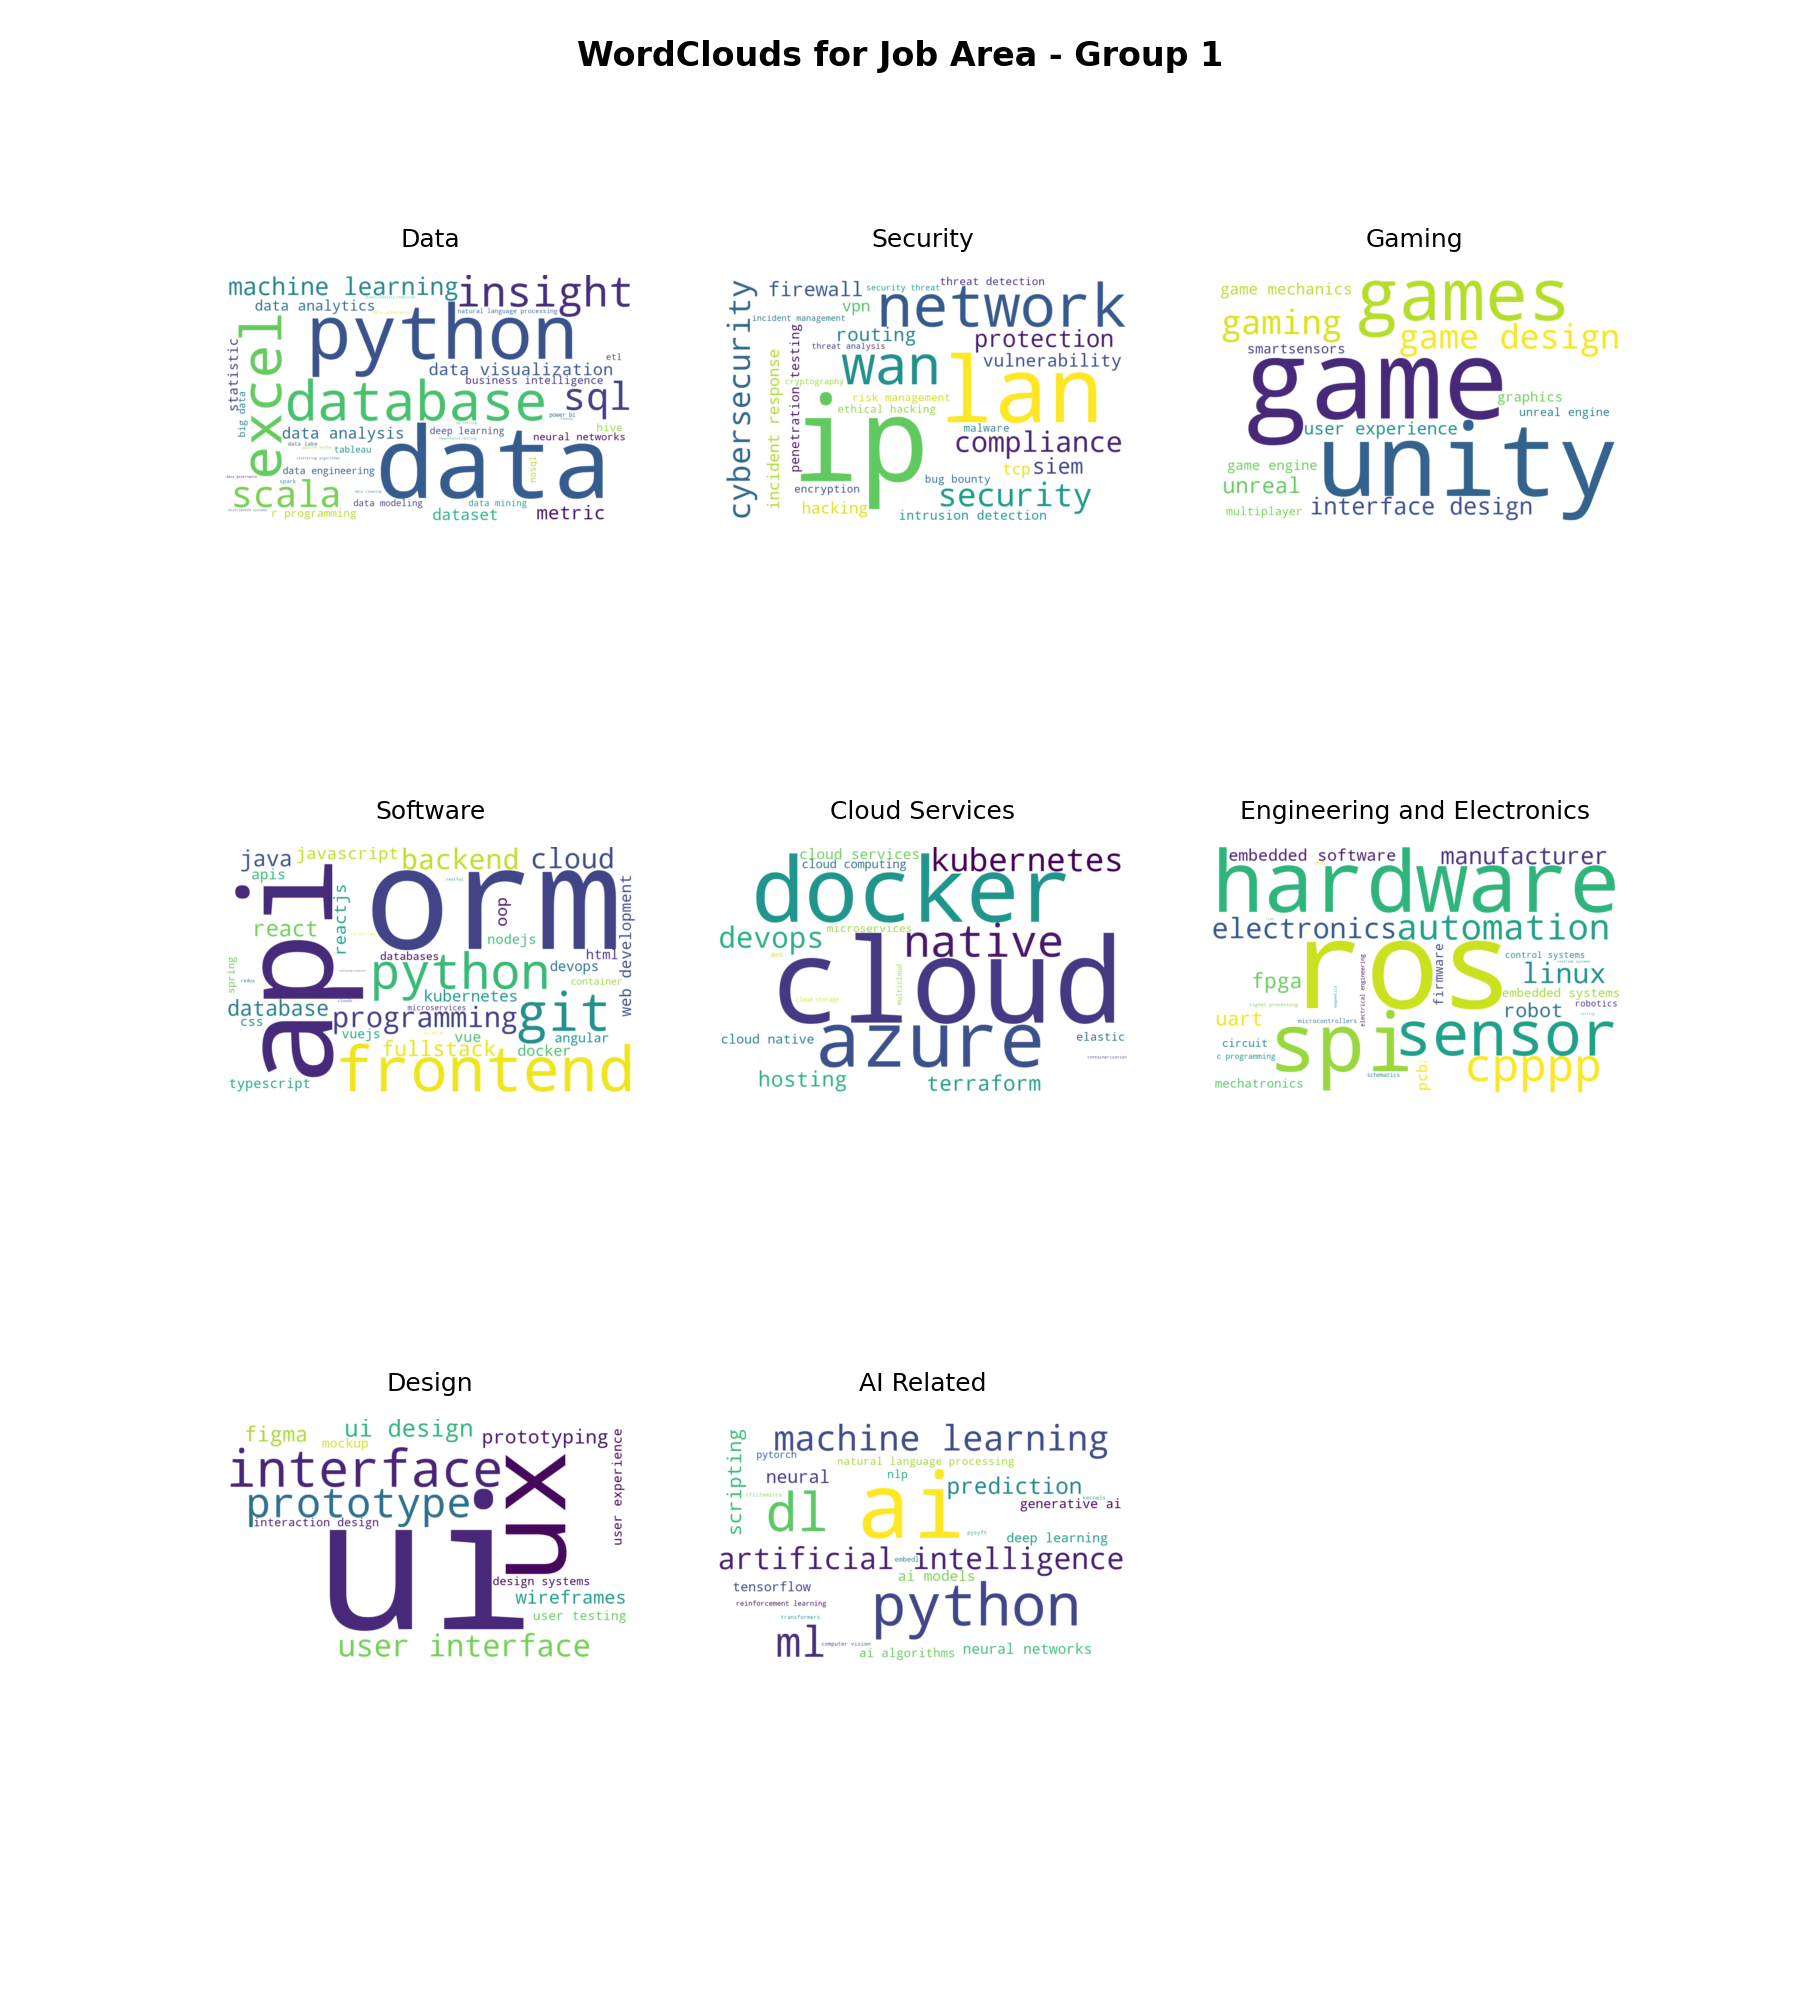 WordClouds for Job Area - Group 1
Data
machine learning
insight
data analytics
natural language processing
python
excel
statistic
etl
data visualization
business intelligence
database
sql
big data
power bi
hive
data analysis
deep learning
neural networks
data lake
tableau
data
data engineering
nosql
spark
scala
data modeling
data mining
r programming
dataset
metric
Security
cybersecurity
firewall
security threat
threat detection
network
vpn
incident management
routing
protection
threat analysis
penetration testing
incident response
wan
vulnerability
lan
cryptography
risk management
ethical hacking
ip
malware
compliance
tcp
siem
bug bounty
encryption
security
hacking
intrusion detection
Gaming
game mechanics
games
gaming
game design
smartsensors
game
graphics
unreal engine
user experience
unity
game engine
unreal
interface design
multiplayer
Software
java
javascript
backend
cloud
apis
api
orm
reactjs
oop
web development
react
nodejs
databases
html
spring
python
devops
redux
container
kubernetes
database
microservices
git
css
programming
vuejs
vue
angular
fullstack
docker
frontend
typescript
Cloud Services
cloud services
cloud computing
kubernetes
docker
devops
microservices
native
cloud
multicloud
cloud storage
cloud native
azure
elastic
containerization
hosting
terraform
Engineering and Electronics
embedded software
manufacturer
hardware
electronics
automation
ros
firmware
electrical engineering
control systems
fpga
linux
embedded systems
signal processing
robotics
robot
uart
microcontrollers
spi
sensor
circuit
c programming
cpppp
pcb
schematics
mechatronics
Design
figma
ui design
mockup
prototyping
interface
ux
user experience
prototype
interaction design
ui
design systems
wireframes
user testing
user interface
AI Related
scripting
machine learning
pytorch
natural language processing
neural
nlp
ai
prediction
tflitemicro
kernels
generative ai
dl
pysyft
deep learning
artificial intelligence
ai models
tensorflow
python
reinforcement learning
transformers
ml
computer vision
ai algorithms
neural networks